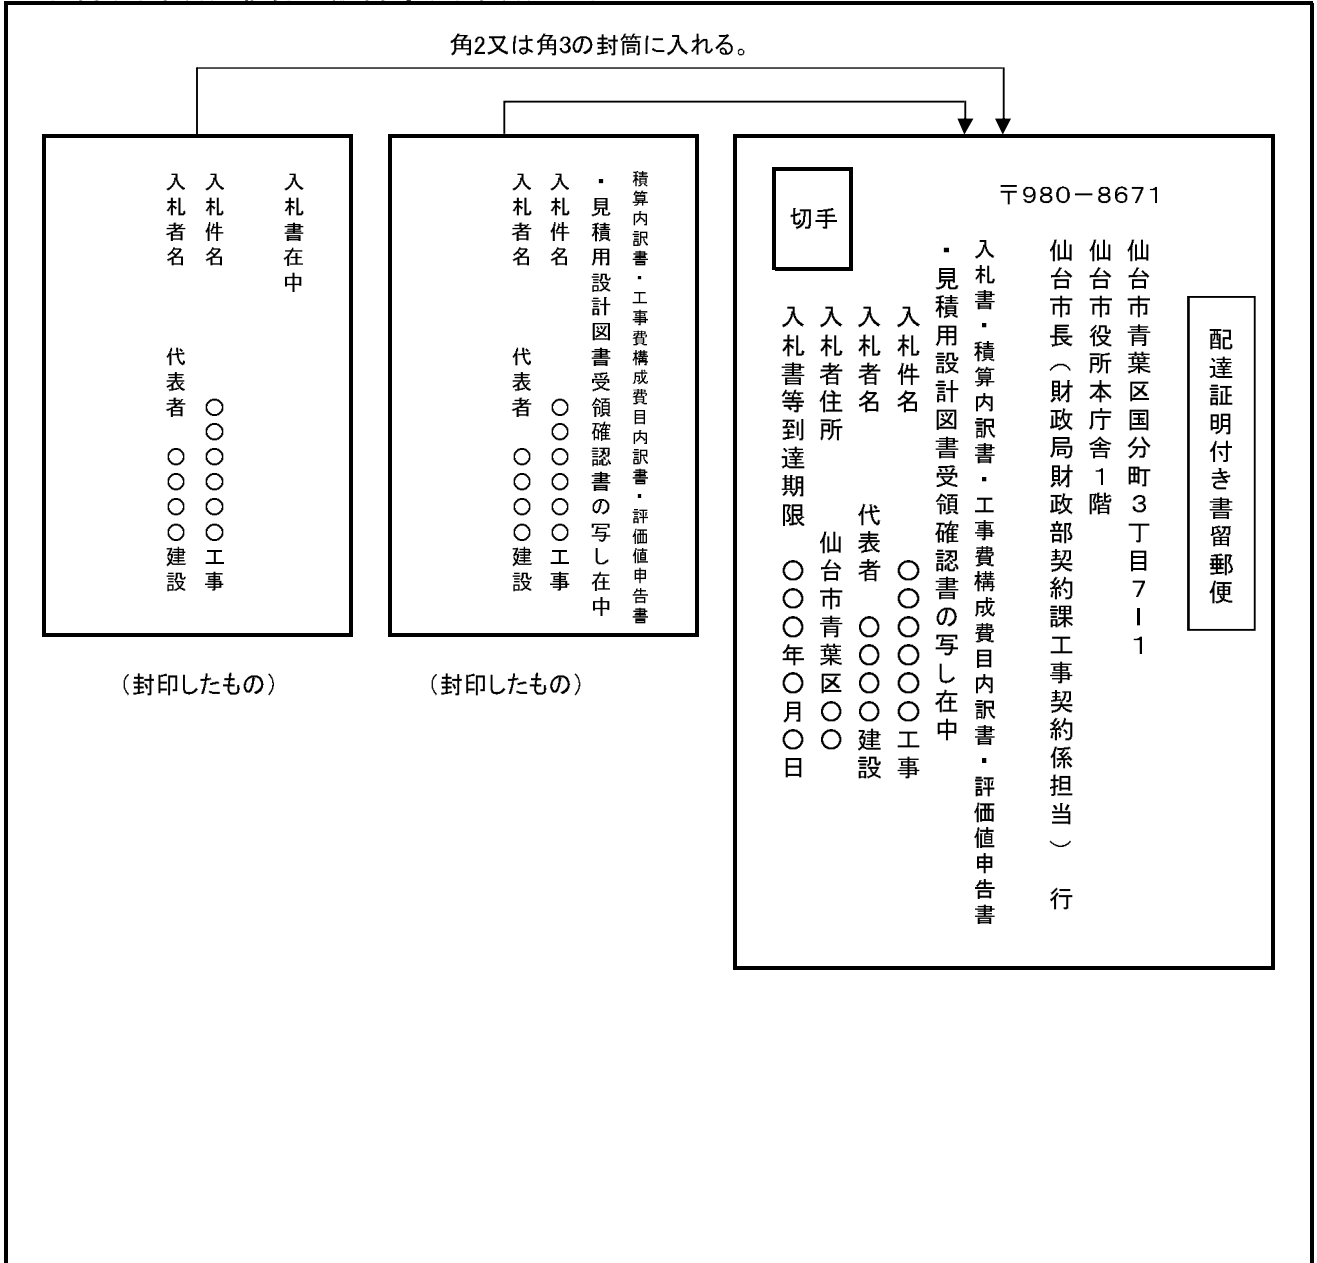 角2又は角3の封筒に入れる。
入札書在中
入札件名　○○○○○○工事
入札者名　代表者　○○○○建設
（封印したもの）
積算内訳書・工事費構成費目内訳書・評価値申告書
・見積用設計図書受領確認書の写し在中
入札件名　○○○○○○工事
入札者名　代表者　○○○○建設
（封印したもの）
配達証明付き書留郵便
〒980－8671
仙台市青葉区国分町３丁目７－１
仙台市役所本庁舎１階
仙台市長（財政局財政部契約課工事契約係担当）　行
入札書・積算内訳書・工事費構成費目内訳書・評価値申告書
・見積用設計図書受領確認書の写し在中
切手
入札件名　○○○○○○工事
入札者名　代表者　○○○○建設
入札者住所　仙台市青葉区○○
入札書等到達期限　○○○年○月○日